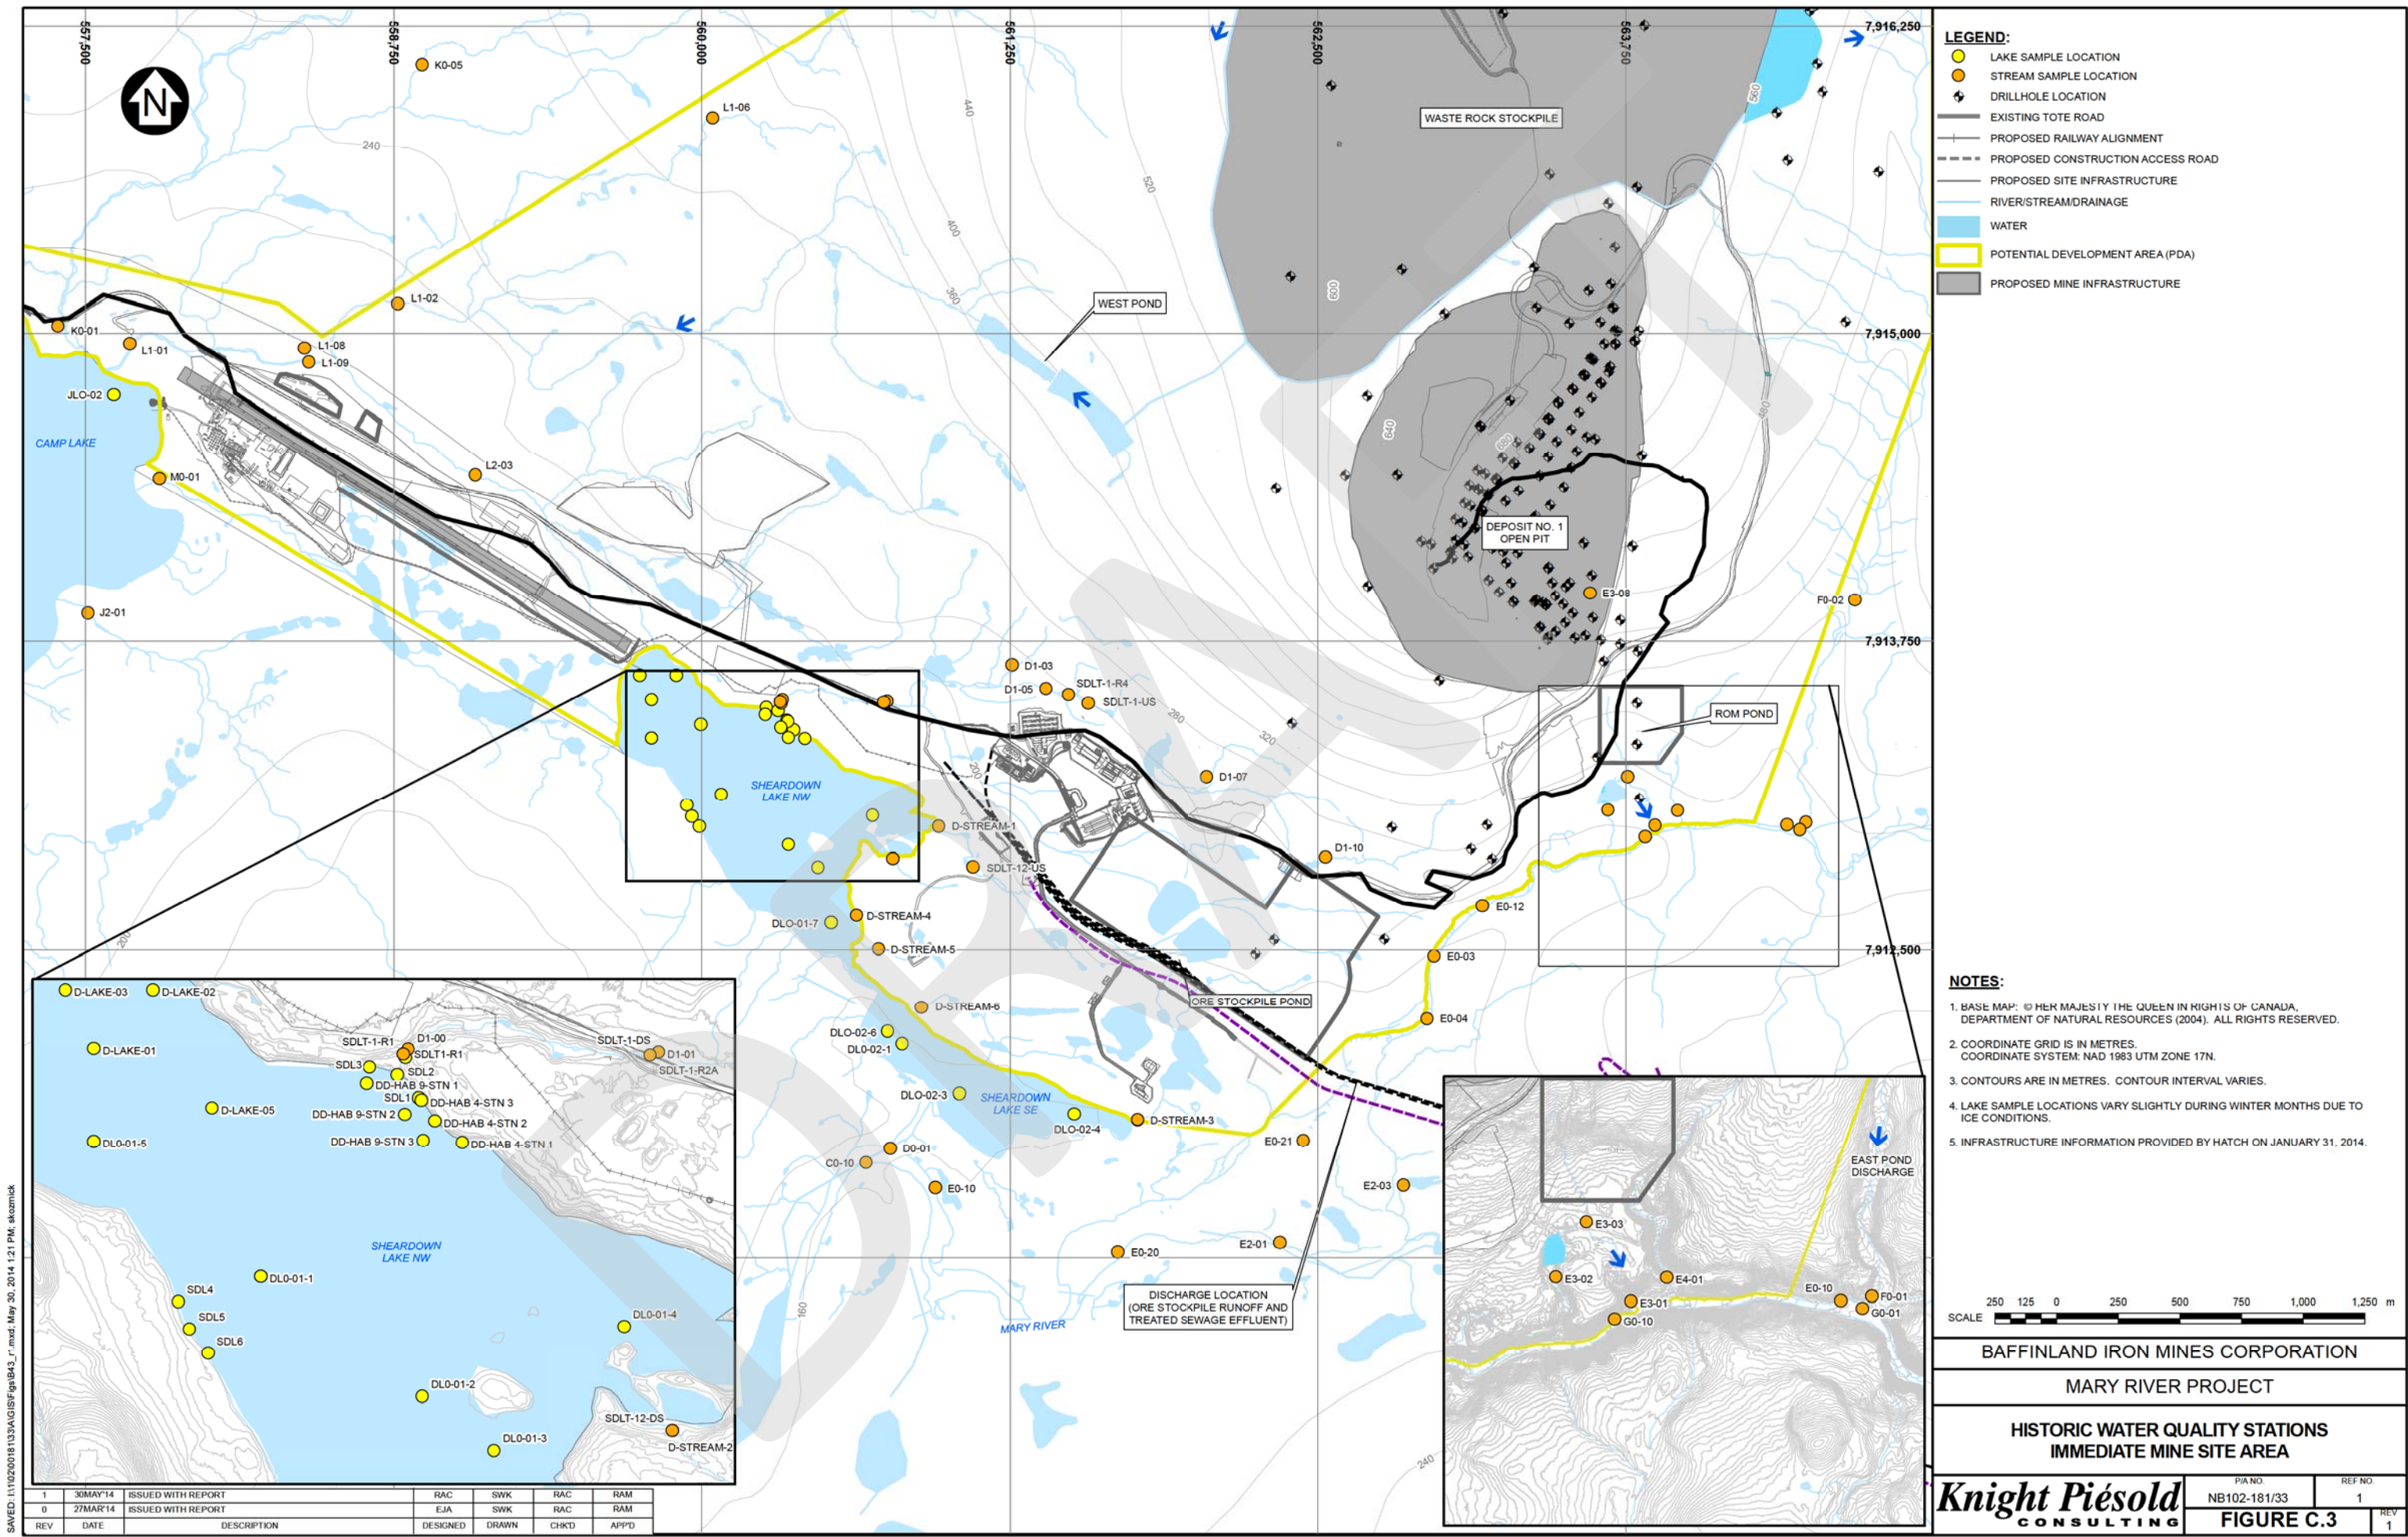 557,500
558,750
560,000
561,250
562,500
563,750
7,916,250
7,915,000
7,913,750
7,912,500
N
K0-05
L1-06
240
440
520
400
360
560
600
640
680
480
WASTE ROCK STOCKPILE
WEST POND
L1-02
K0-01
L1-01
L1-08
L1-09
JLO-02
CAMP LAKE
M0-01
L2-03
J2-01
DEPOSIT NO. 1
OPEN PIT
E3-08
F0-02
D1-03
D1-05
SDLT-1-R4
SDLT-1-US
280
320
ROM POND
D1-07
200
SHEARDOWN
LAKE NW
D-STREAM-1
SDLT-12-US
D1-10
E0-12
DLO-01-7
D-STREAM-4
D-STREAM-5
E0-03
200
D-STREAM-6
ORE STOCKPILE POND
E0-04
DLO-02-6
DL0-02-1
DLO-02-3
SHEARDOWN
LAKE SE
DLO-02-4
D-STREAM-3
E0-21
D0-01
C0-10
E0-10
E2-03
E0-20
E2-01
160
MARY RIVER
DISCHARGE LOCATION
(ORE STOCKPILE RUNOFF AND
TREATED SEWAGE EFFLUENT)
240
DRAFT
D-LAKE-03
D-LAKE-02
D-LAKE-01
SDLT-1-R1
D1-00
SDLT1-R1
SDLT-1-DS
D1-01
SDLT-1-R2A
SDL3
SDL2
DD-HAB 9-STN 1
SDL1
DD-HAB 4-STN 3
D-LAKE-05
DD-HAB 9-STN 2
DD-HAB 4-STN 2
DL0-01-5
DD-HAB 9-STN 3
DD-HAB 4-STN 1
SHEARDOWN
LAKE NW
DL0-01-1
SDL4
SDL5
SDL6
DL0-01-4
DL0-01-2
SDLT-12-DS
D-STREAM-2
DL0-01-3
EAST POND
DISCHARGE
E3-03
E3-02
E4-01
E3-01
G0-10
E0-10
F0-01
G0-01
LEGEND:
LAKE SAMPLE LOCATION
STREAM SAMPLE LOCATION
DRILLHOLE LOCATION
EXISTING TOTE ROAD
PROPOSED RAILWAY ALIGNMENT
PROPOSED CONSTRUCTION ACCESS ROAD
PROPOSED SITE INFRASTRUCTURE
RIVER/STREAM/DRAINAGE
WATER
POTENTIAL DEVELOPMENT AREA (PDA)
PROPOSED MINE INFRASTRUCTURE
NOTES:
1. BASE MAP: © HER MAJESTY THE QUEEN IN RIGHTS OF CANADA,
DEPARTMENT OF NATURAL RESOURCES (2004). ALL RIGHTS RESERVED.
2. COORDINATE GRID IS IN METRES.
COORDINATE SYSTEM: NAD 1983 UTM ZONE 17N.
3. CONTOURS ARE IN METRES. CONTOUR INTERVAL VARIES.
4. LAKE SAMPLE LOCATIONS VARY SLIGHTLY DURING WINTER MONTHS DUE TO
ICE CONDITIONS.
5. INFRASTRUCTURE INFORMATION PROVIDED BY HATCH ON JANUARY 31, 2014.
250 125 0 250 500 750 1,000 1,250 m
SCALE
BAFFINLAND IRON MINES CORPORATION
MARY RIVER PROJECT
HISTORIC WATER QUALITY STATIONS
IMMEDIATE MINE SITE AREA
Knight Piésold
CONSULTING
P/A NO.
NB102-181/33
REF NO.
1
FIGURE C.3
REV
1
1 30MAY'14 ISSUED WITH REPORT RAC SWK RAC RAM
0 27MAR'14 ISSUED WITH REPORT EJA SWK RAC RAM
REV DATE DESCRIPTION DESIGNED DRAWN CHK'D APP'D